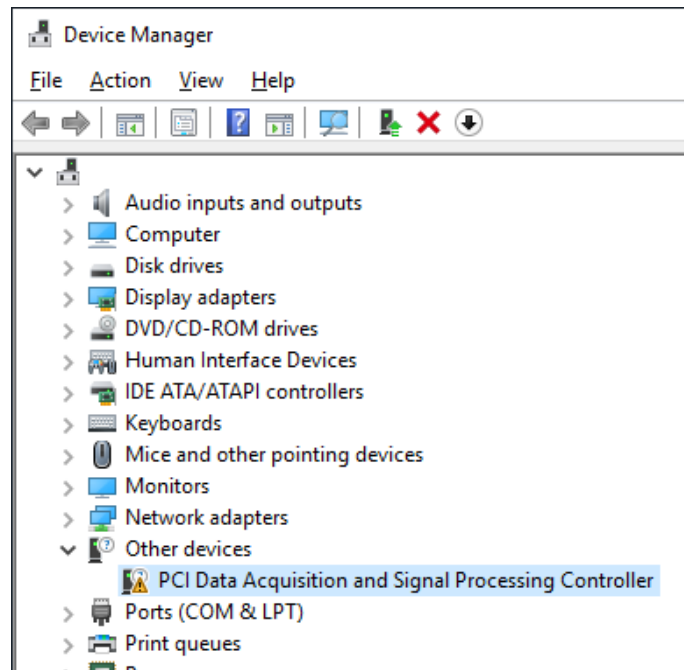 Device Manager
File Action View Help
Audio inputs and outputs
Computer
Disk drives
Display adapters
DVD/CD-ROM drives
Human Interface Devices
IDE ATA/ATAPI controllers
Keyboards
Mice and other pointing devices
Monitors
Network adapters
Other devices
PCI Data Acquisition and Signal Processing Controller
Ports (COM & LPT)
Print queues